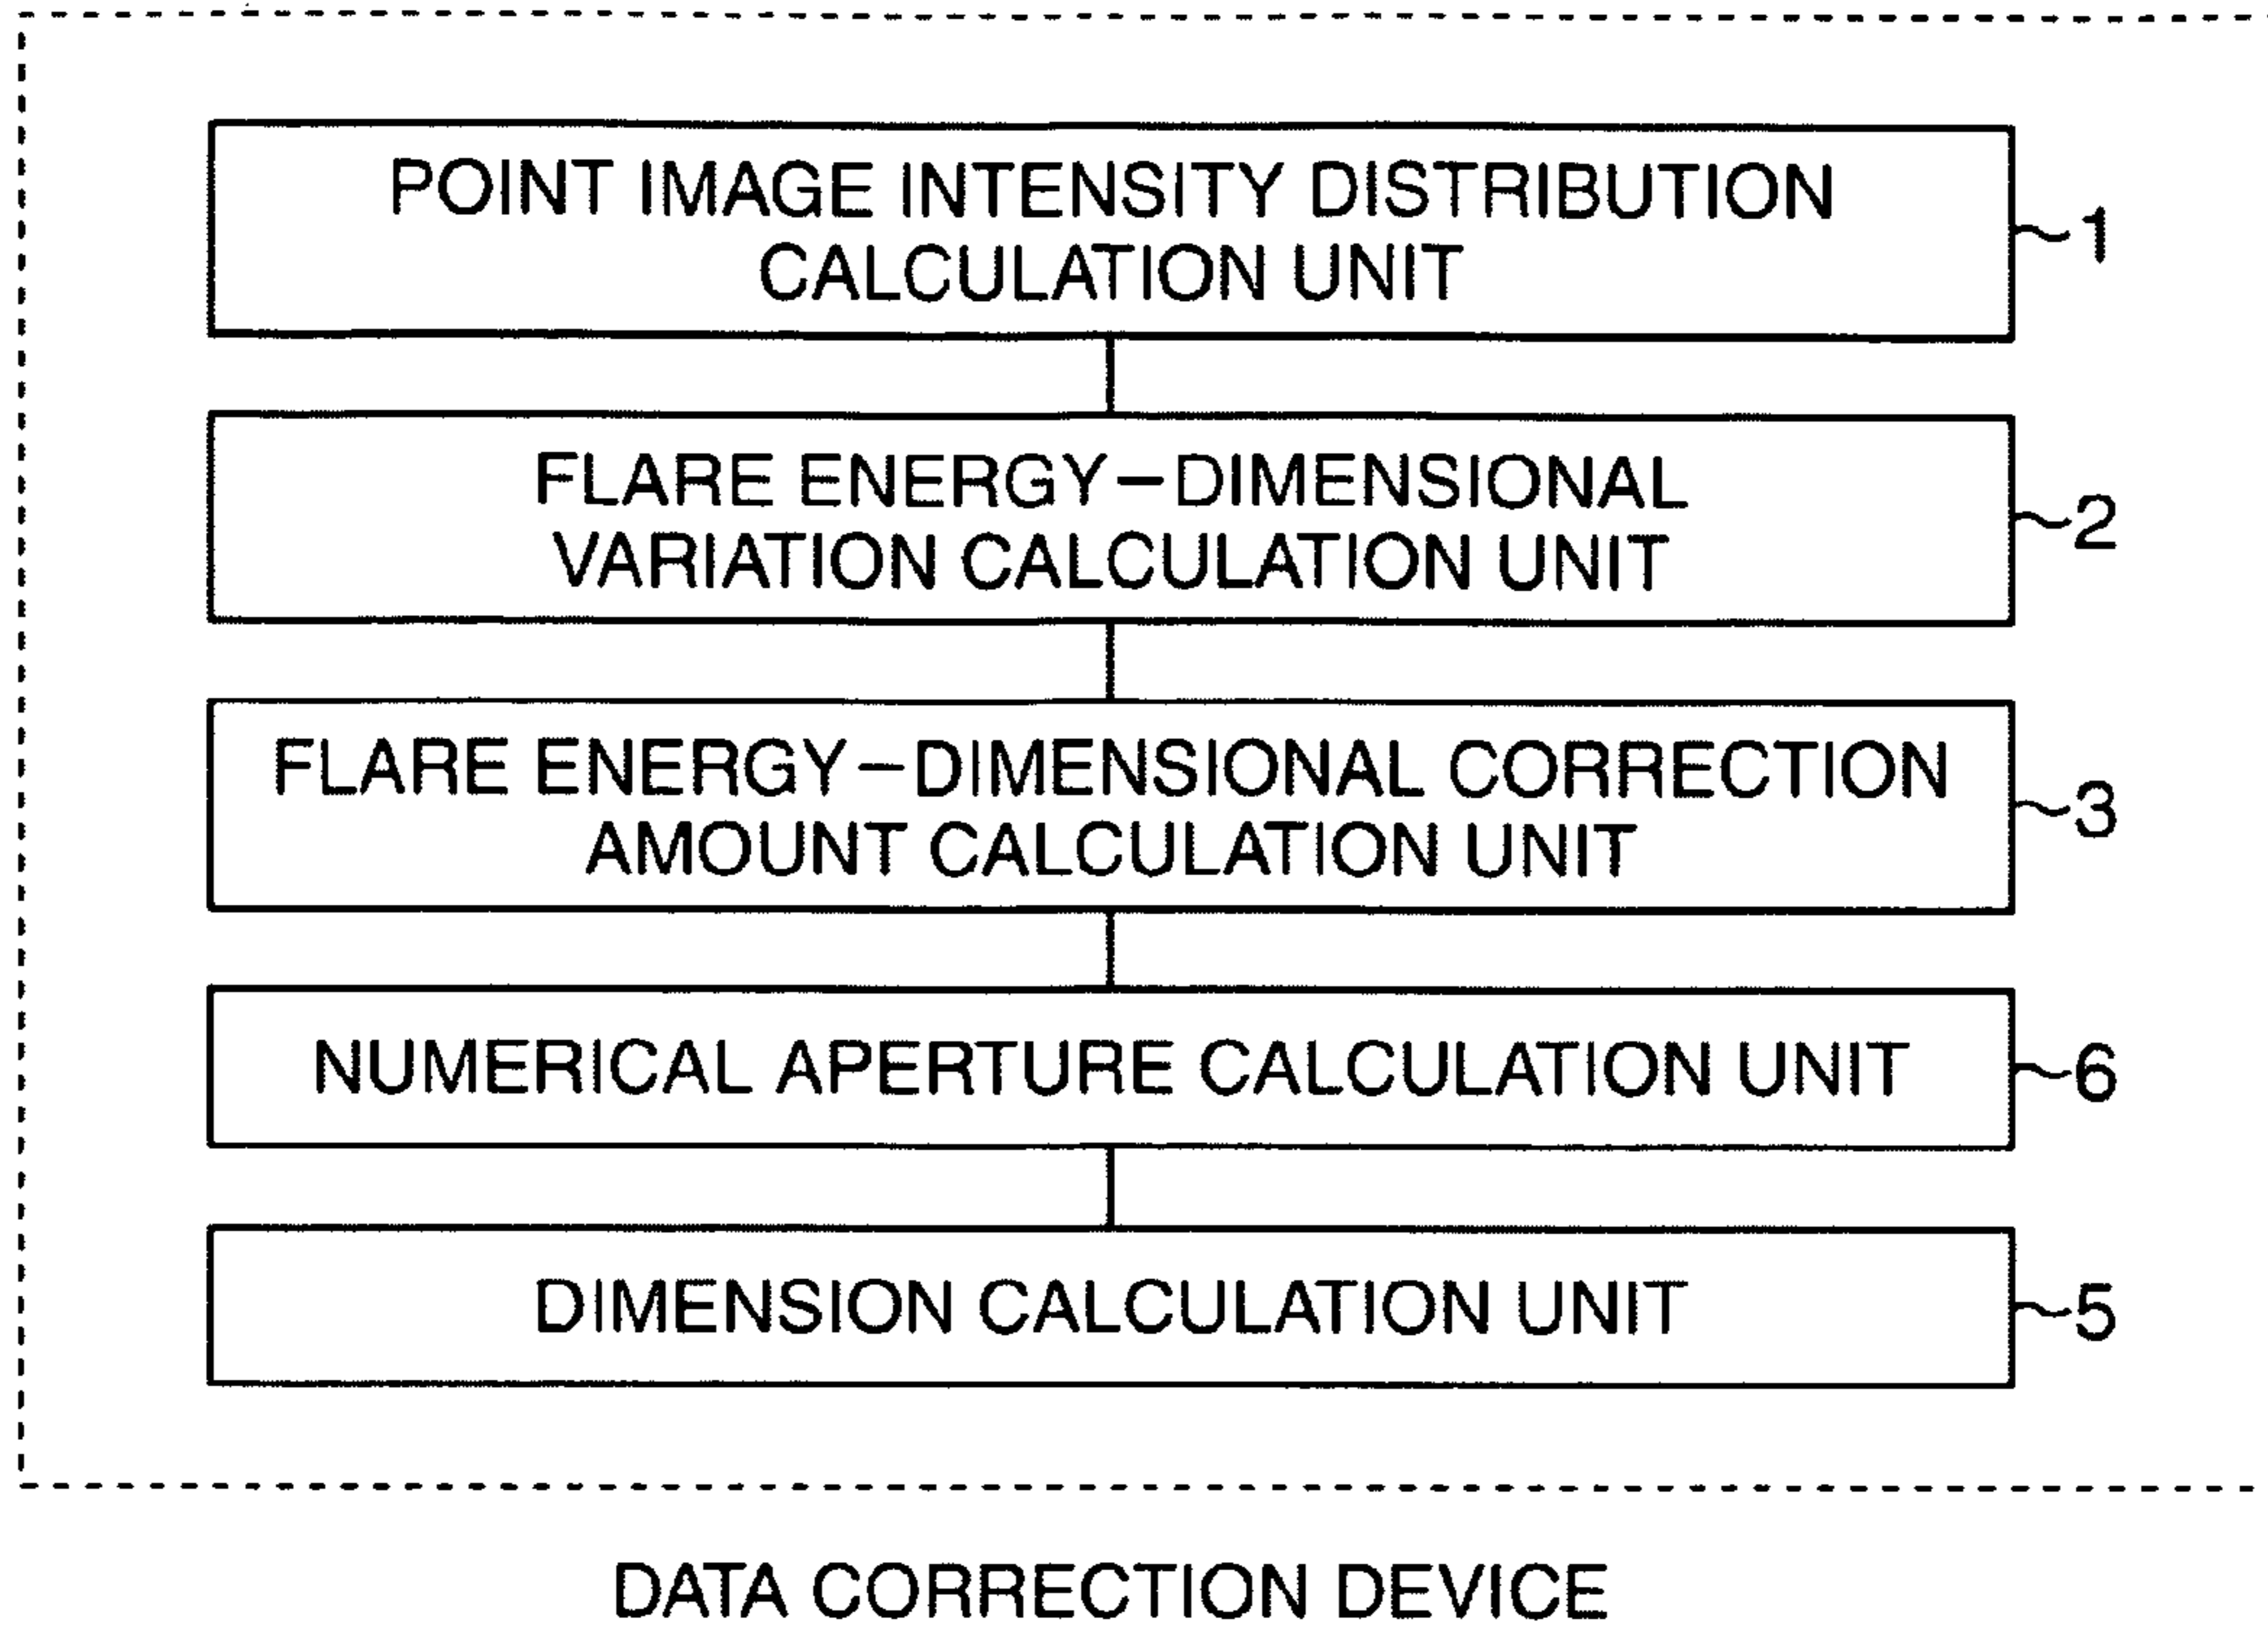 POINT IMAGE INTENSITY DISTRIBUTION
CALCULATION UNIT
1
FLARE ENERGY-DIMENSIONAL
VARIATION CALCULATION UNIT
2
FLARE ENERGY-DIMENSIONAL CORRECTION
AMOUNT CALCULATION UNIT
3
NUMERICAL APERTURE CALCULATION UNIT
6
DIMENSION CALCULATION UNIT
5
DATA CORRECTION DEVICE